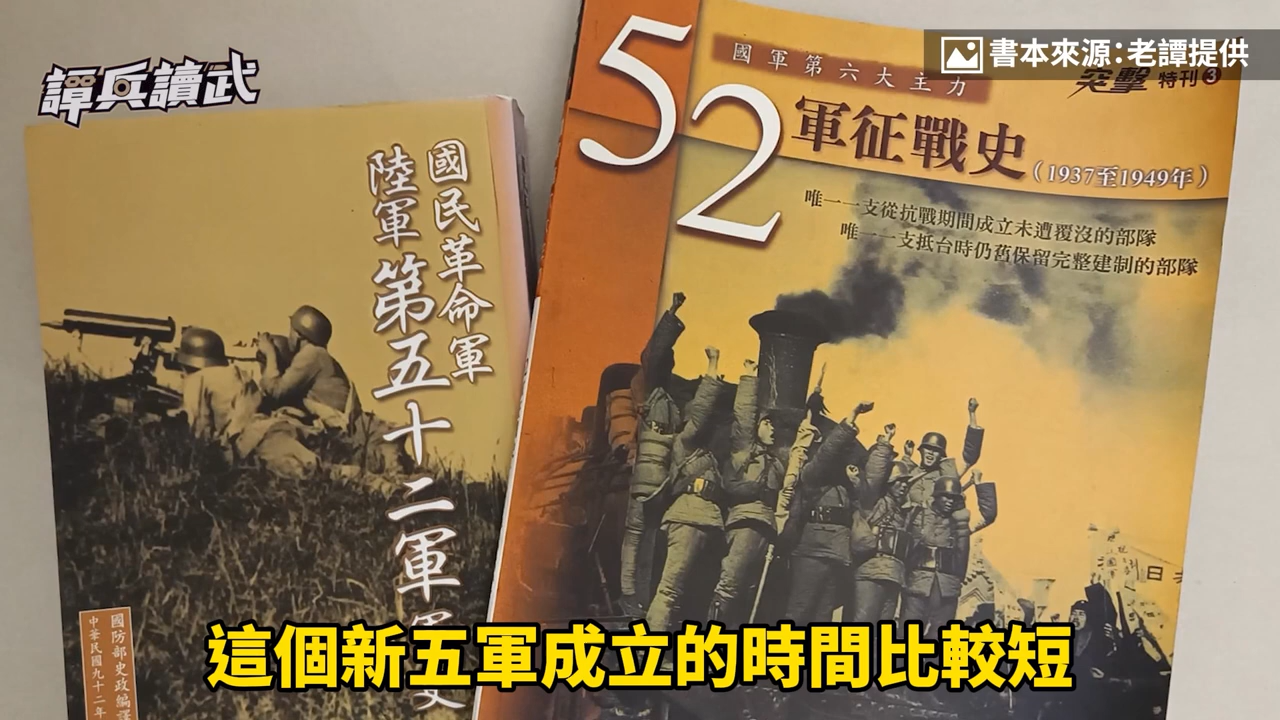 譚兵讀武
書本來源：老譚提供
國民革命軍
陸軍第五十二軍
國防部史政編譯
中華民國九十二年
國軍第六大主力
突擊 特刊3
52
軍征戰史
（1937至1949年）
唯一一支從抗戰期間成立未遭覆沒的部隊
唯一一支抵台時仍舊保留完整建制的部隊
這個新五軍成立的時間比較短